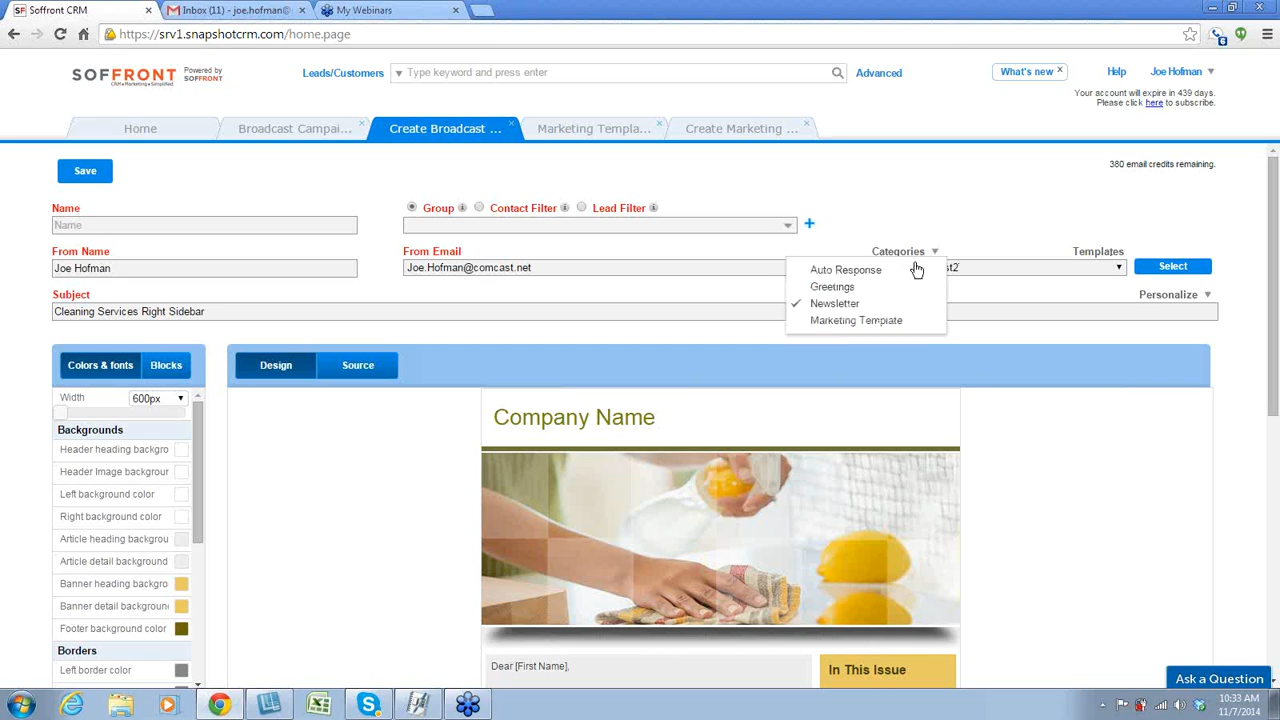 Soffront CRM
Inbox (11) - joe.hofman@
My Webinars
https://srv1.snapshotcrm.com/home.page
6
SOFFRONT
CRM•Marketing•Simplified
Powered by
SOFFRONT
Leads/Customers
Type keyword and press enter
Advanced
What's new x
Help
Joe Hofman
Your account will expire in 439 days.
Please click here to subscribe.
Home
Broadcast Campai...
Create Broadcast ...
Marketing Templa...
Create Marketing ...
Save
380 email credits remaining.
Name
Group
Contact Filter
Lead Filter
Name
From Name
From Email
Categories
Templates
Joe Hofman
Joe.Hofman@comcast.net
st2
Select
Auto Response
Greetings
Newsletter
Marketing Template
Subject
Personalize
Cleaning Services Right Sidebar
Colors & fonts
Blocks
Design
Source
Width
600px
Backgrounds
Header heading backgro
Header Image backgrour
Left background color
Right background color
Article heading backgrou
Article detail background
Banner heading backgro
Banner detail background
Footer background color
Borders
Left border color
Company Name
Dear [First Name],
In This Issue
Ask a Question
10:33 AM
11/7/2014